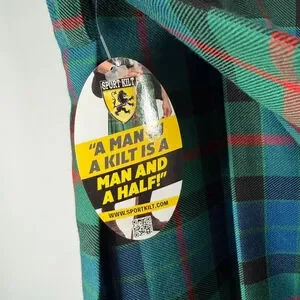 SPORT KILT
"A MAN IN
A KILT IS A
MAN AND
A HALF!"
WWW.SPORTKILT.COM